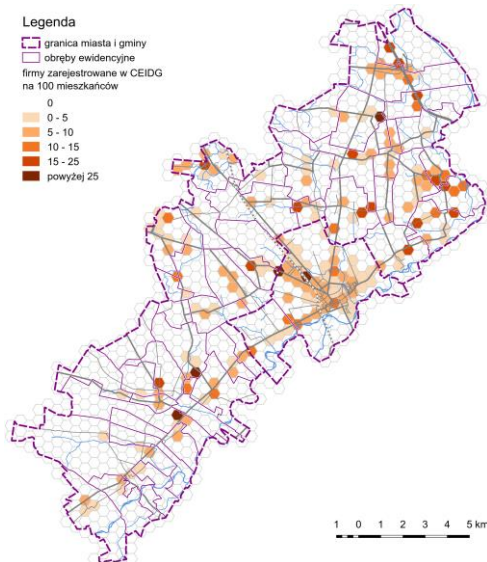 Legenda
granica miasta i gminy
obręby ewidencyjne
firmy zarejestrowane w CEIDG
na 100 mieszkańców
0
0 - 5
5 - 10
10 - 15
15 - 25
powyżej 25
1 0 1 2 3 4 5 km